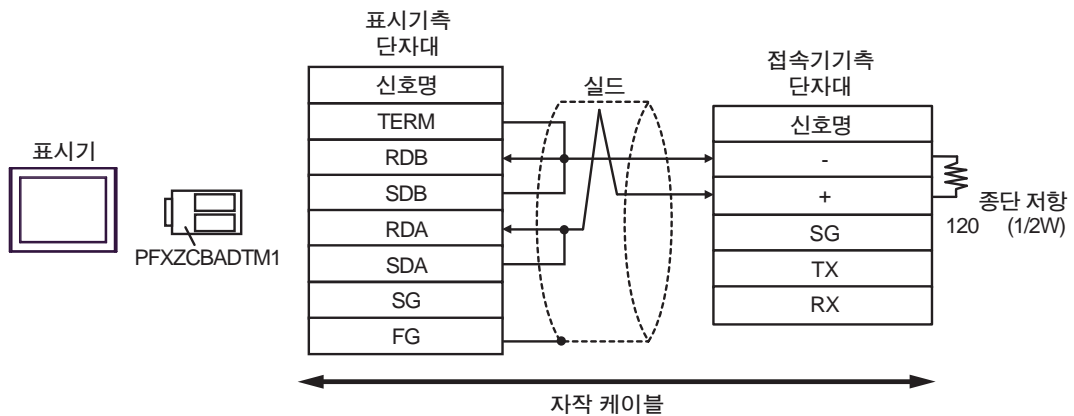 표시기
PFXZCBADTM1
표시기측
단자대
신호명
TERM
RDB
SDB
RDA
SDA
SG
FG
실드
접속기기측
단자대
신호명
-
+
SG
TX
RX
종단 저항
120 (1/2W)
자작 케이블